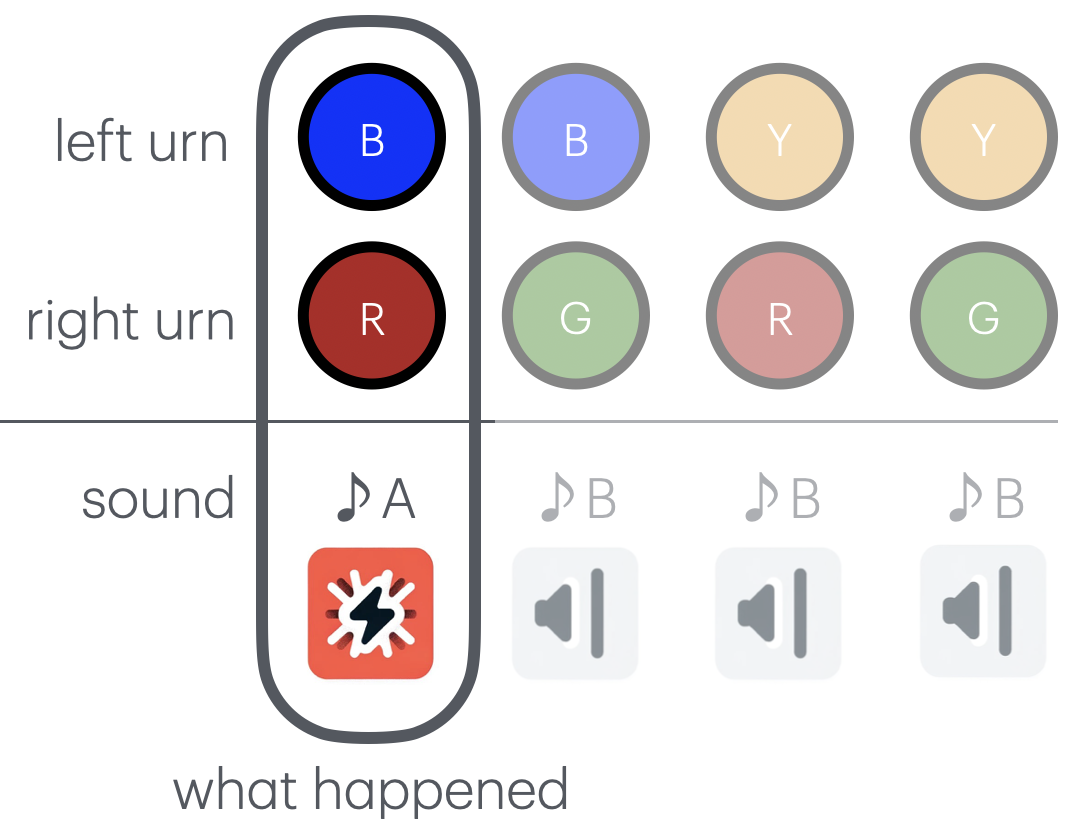 left urn B B Y Y
right urn R G R G
sound ♪A ♪B ♪B ♪B
what happened